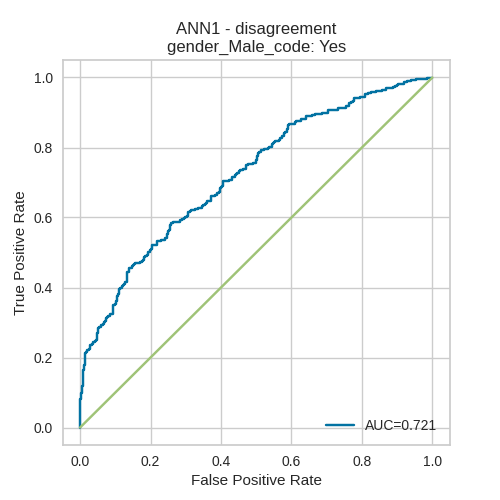 ANN1 - disagreement
gender_Male_code: Yes
1.0
0.8
0.6
0.4
0.2
0.0
True Positive Rate
AUC=0.721
0.0 0.2 0.4 0.6 0.8 1.0
False Positive Rate